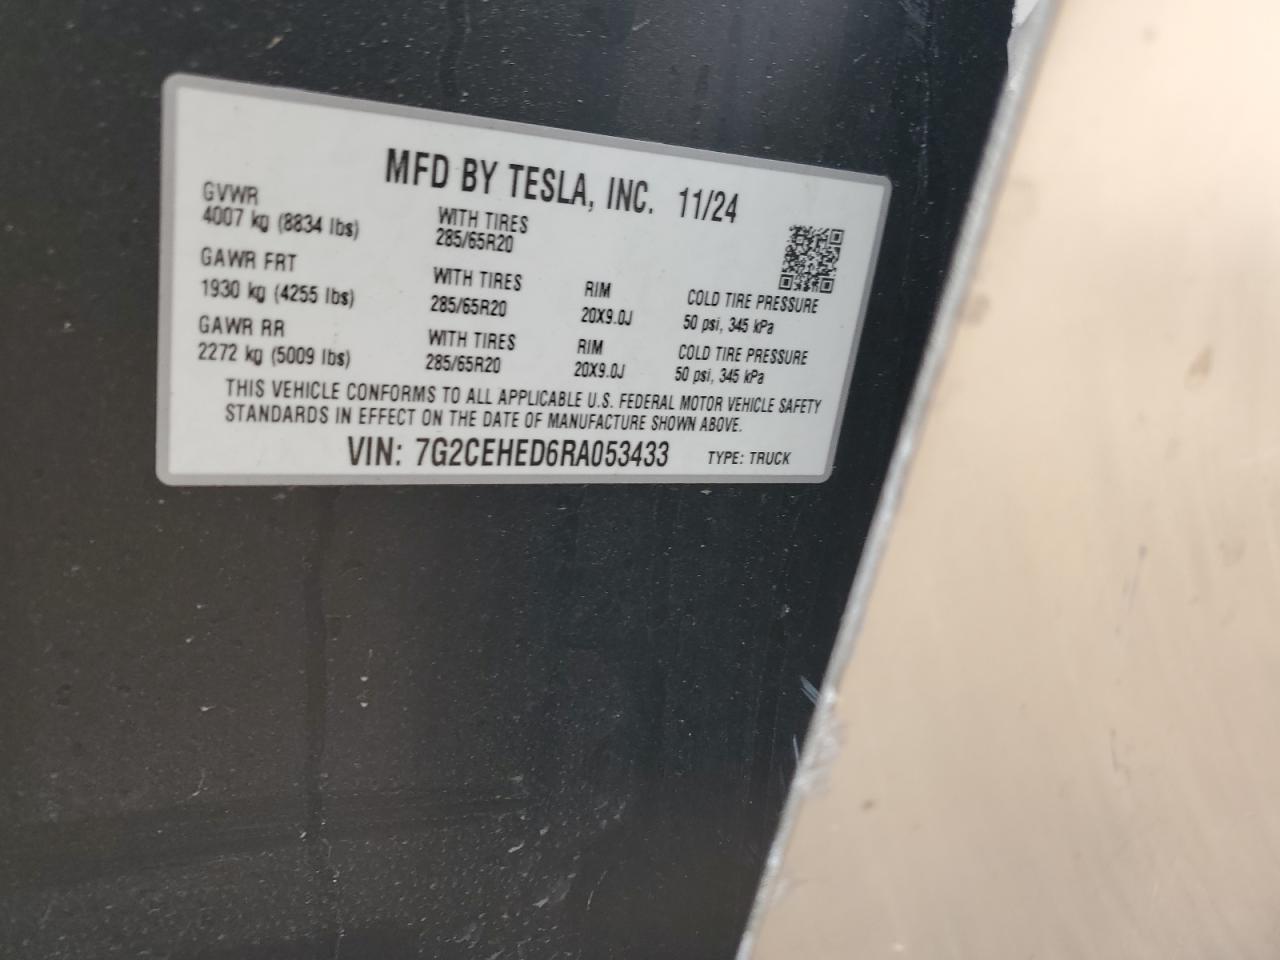 MFD BY TESLA, INC. 11/24
GVWR
4007 kg (8834 lbs)
WITH TIRES
285/65R20
GAWR FRT
1930 kg (4255 lbs)
WITH TIRES
285/65R20
RIM
20X9.0J
COLD TIRE PRESSURE
50 psi, 345 kPa
GAWR RR
2272 kg (5009 lbs)
WITH TIRES
285/65R20
RIM
20X9.0J
COLD TIRE PRESSURE
50 psi, 345 kPa
THIS VEHICLE CONFORMS TO ALL APPLICABLE U.S. FEDERAL MOTOR VEHICLE SAFETY
STANDARDS IN EFFECT ON THE DATE OF MANUFACTURE SHOWN ABOVE.
VIN: 7G2CEHED6RA053433 TYPE: TRUCK